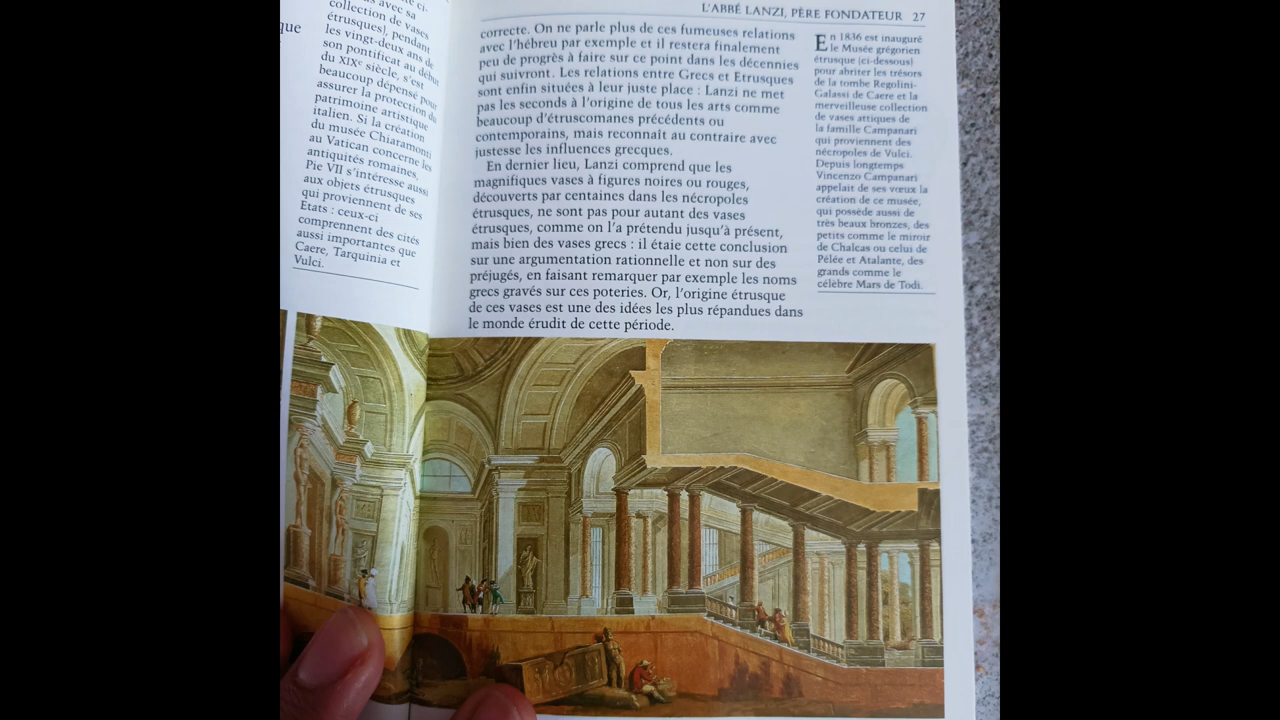 que
collection de vases
étrusques), pendant
les vingt-deux ans de
son pontificat au début
du XIXe siècle, s'est
beaucoup dépensé pour
assurer la protection du
patrimoine artistique
italien. Si la création
du musée Chiaramonti
au Vatican concerne les
antiquités romaines,
Pie VII s'intéresse aussi
aux objets étrusques
qui proviennent de ses
Etats : ceux-ci
comprennent des cités
aussi importantes que
Caere, Tarquinia et
Vulci.
L'ABBÉ LANZI, PÈRE FONDATEUR 27
correcte. On ne parle plus de ces fumeuses relations
avec l'hébreu par exemple et il restera finalement
peu de progrès à faire sur ce point dans les décennies
qui suivront. Les relations entre Grecs et Etrusques
sont enfin situées à leur juste place : Lanzi ne met
pas les seconds à l'origine de tous les arts comme
beaucoup d'étruscomanes précédents ou
contemporains, mais reconnaît au contraire avec
justesse les influences grecques.
En dernier lieu, Lanzi comprend que les
magnifiques vases à figures noires ou rouges,
découverts par centaines dans les nécropoles
étrusques, ne sont pas pour autant des vases
étrusques, comme on l'a prétendu jusqu'à présent,
mais bien des vases grecs : il étaie cette conclusion
sur une argumentation rationnelle et non sur des
préjugés, en faisant remarquer par exemple les noms
grecs gravés sur ces poteries. Or, l'origine étrusque
de ces vases est une des idées les plus répandues dans
le monde érudit de cette période.
En 1836 est inauguré
le Musée grégorien
étrusque (ci-dessous)
pour abriter les trésors
de la tombe Regolini-
Galassi de Caere et la
merveilleuse collection
de vases attiques de
la famille Campanari
qui proviennent des
nécropoles de Vulci.
Depuis longtemps
Vincenzo Campanari
appelait de ses vœux la
création de ce musée,
qui possède aussi de
très beaux bronzes, des
petits comme le miroir
de Chalcas ou celui de
Pélée et Atalante, des
grands comme le
célèbre Mars de Todi.